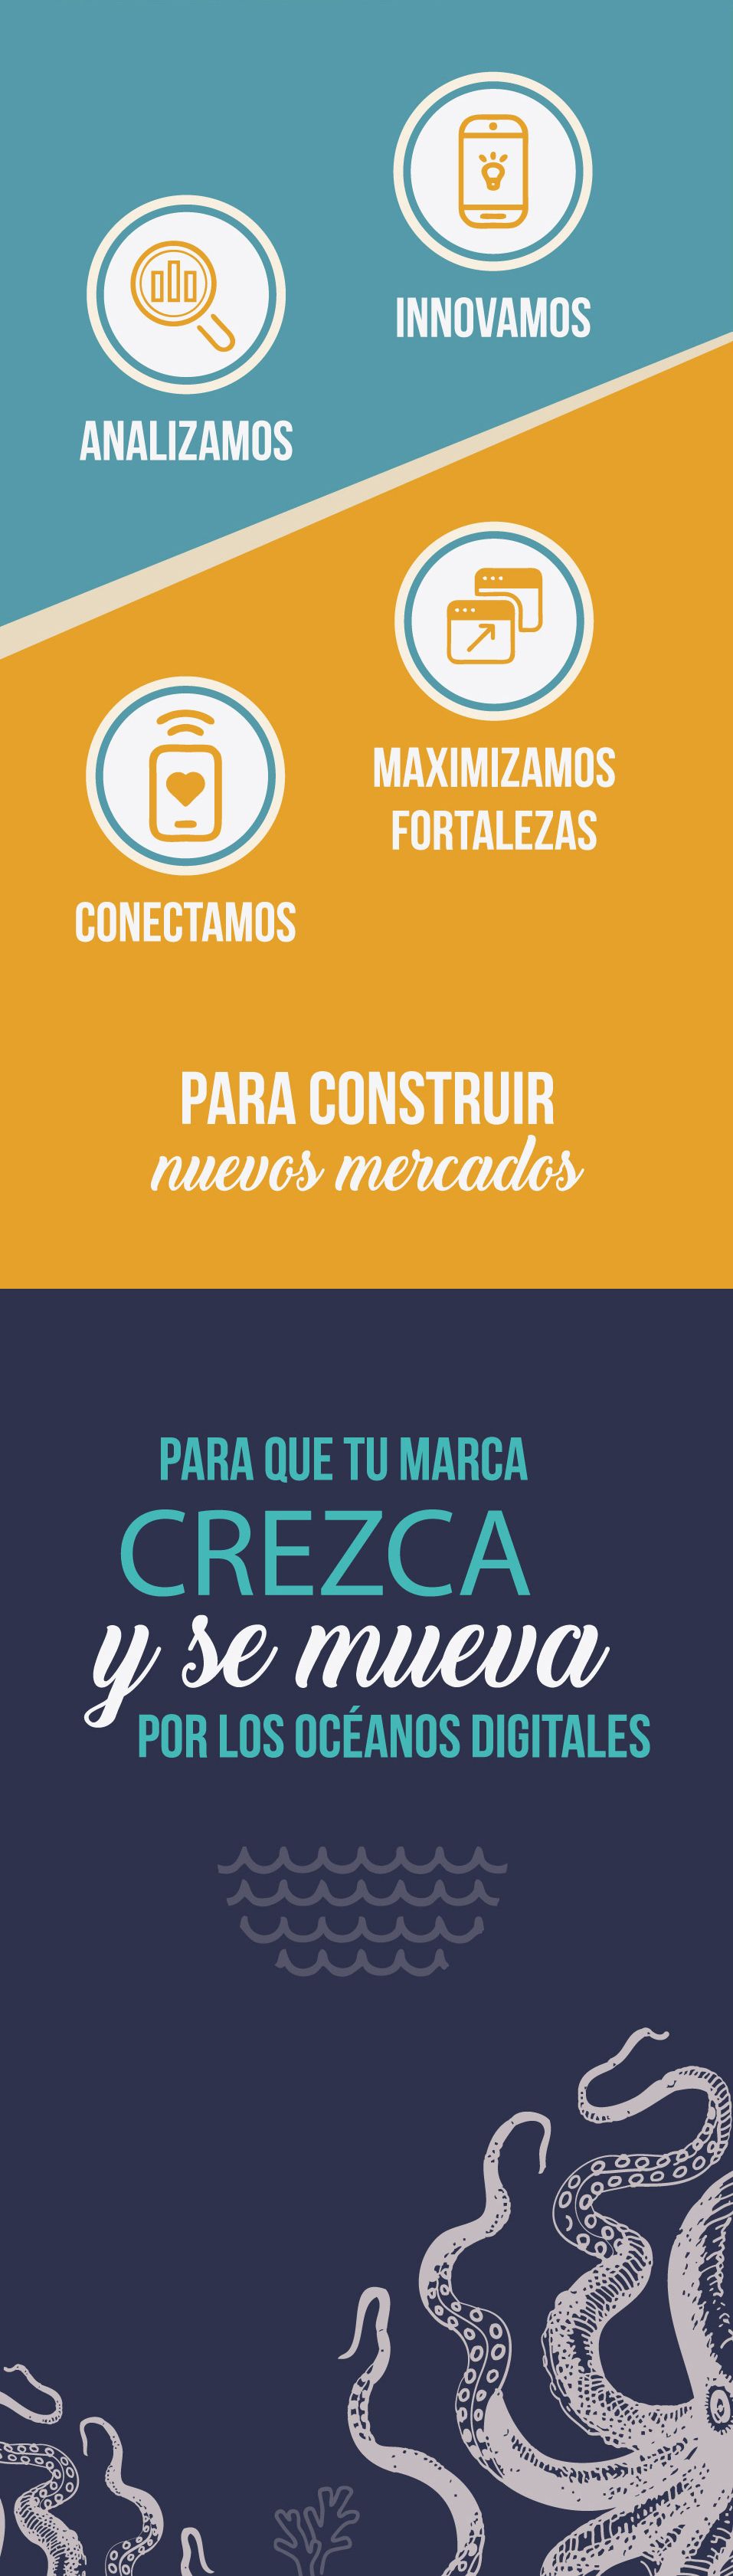 INNOVAMOS
ANALIZAMOS
MAXIMIZAMOS
FORTALEZAS
CONECTAMOS
PARA CONSTRUIR
nuevos mercados
PARA QUE TU MARCA
CREZCA
y se mueva
POR LOS OCÉANOS DIGITALES